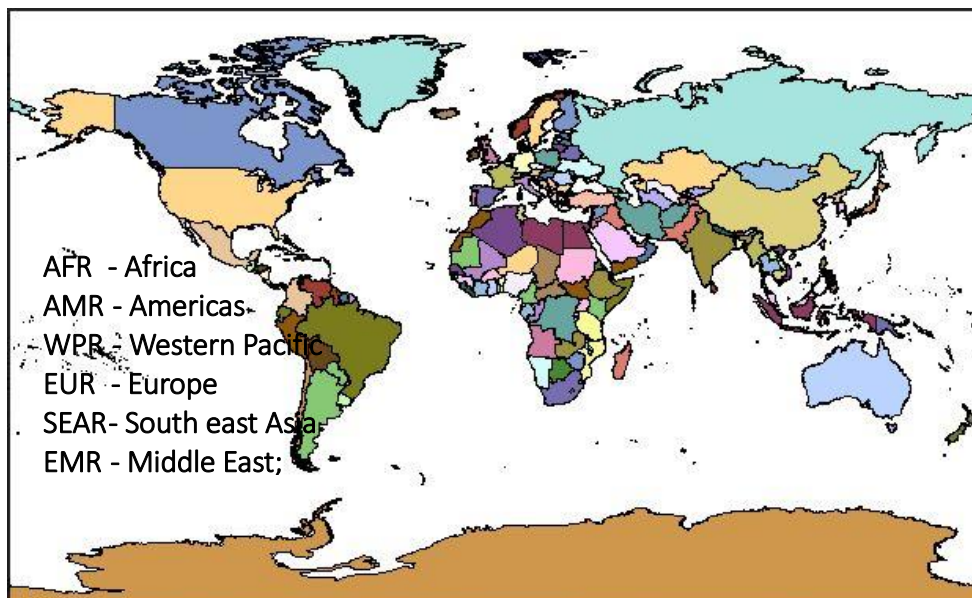 AFR - Africa
AMR - Americas
WPR - Western Pacific
EUR - Europe
SEAR- South east Asia
EMR - Middle East;